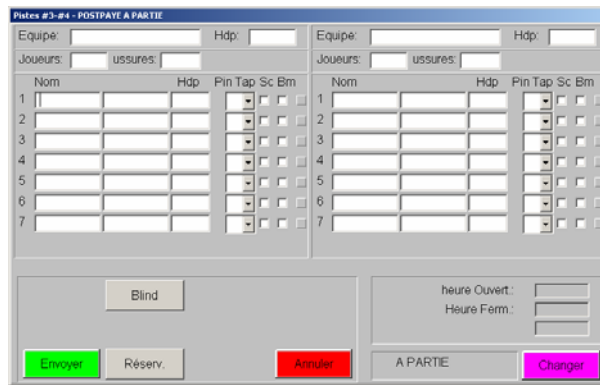 Pistes #3-#4 - POSTPAYE A PARTIE
Equipe: Hdp: Equipe: Hdp:
Joueurs: ussures: Joueurs: ussures:
Nom Hdp Pin Tap Sc Bm Nom Hdp Pin Tap Sc Bm
1 1
2 2
3 3
4 4
5 5
6 6
7 7
Blind heure Ouvert.:
Heure Ferm.:
Envoyer Réserv. Annuler A PARTIE Changer